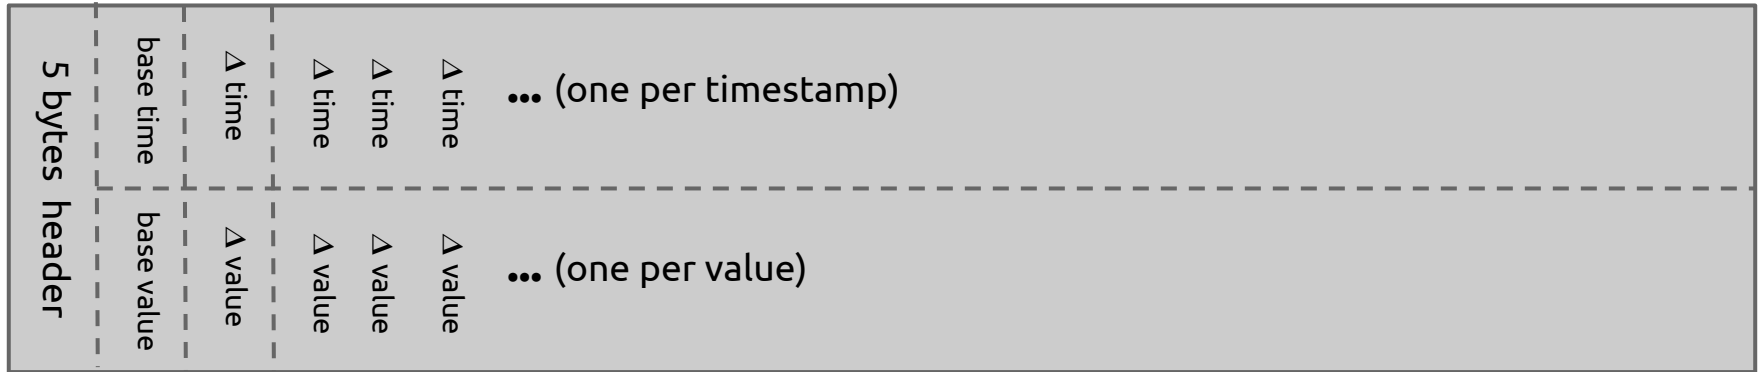 5 bytes header
base time
Δ time
Δ time
Δ time
Δ time
... (one per timestamp)
base value
Δ value
Δ value
Δ value
Δ value
... (one per value)